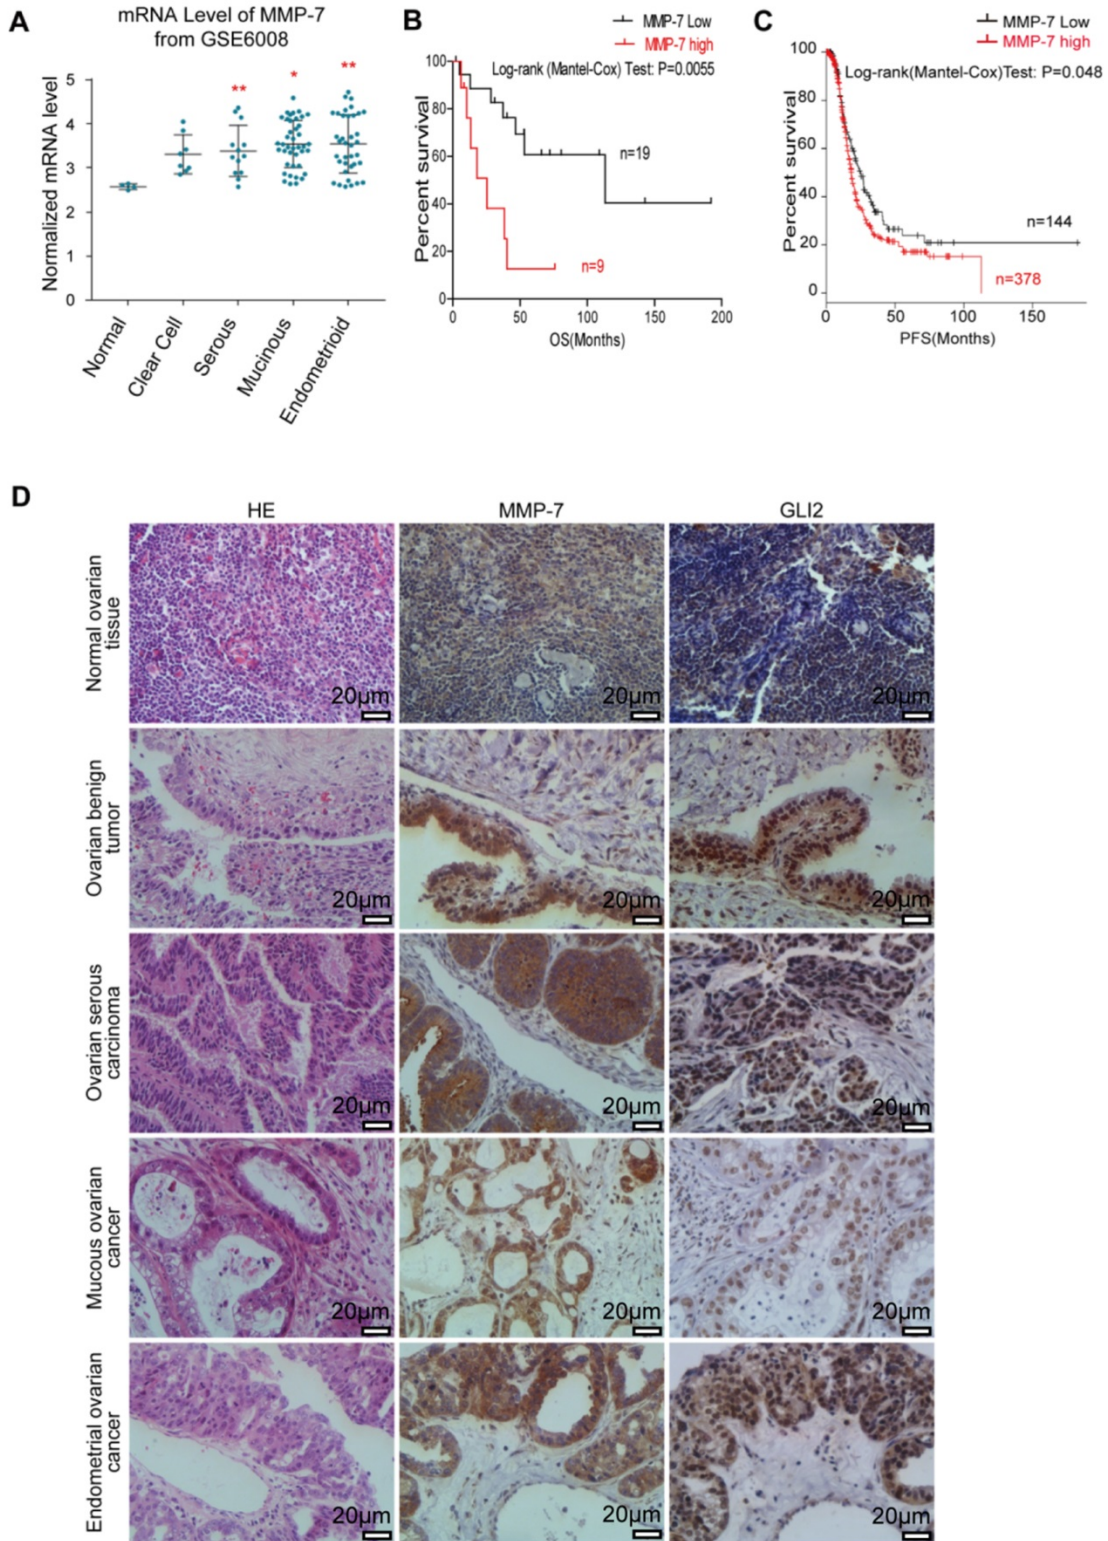 A
mRNA Level of MMP-7
from GSE6008
Normalized mRNA level
5
4
3
2
1
0
**
*
**
Normal
Clear Cell
Serous
Mucinous
Endometrioid
B
MMP-7 Low
MMP-7 high
Log-rank (Mantel-Cox) Test: P=0.0055
Percent survival
100
80
60
40
20
0
n=19
n=9
0
50
100
150
200
OS(Months)
C
MMP-7 Low
MMP-7 high
Log-rank(Mantel-Cox)Test: P=0.048
Percent survival
100
80
60
40
20
0
n=144
n=378
0
50
100
150
PFS(Months)
D
HE
MMP-7
GLI2
Normal ovarian
tissue
20μm
20μm
20μm
Ovarian benign
tumor
20μm
20μm
20μm
Ovarian serous
carcinoma
20μm
20μm
20μm
Mucous ovarian
cancer
20μm
20μm
20μm
Endometrial ovarian
cancer
20μm
20μm
20μm